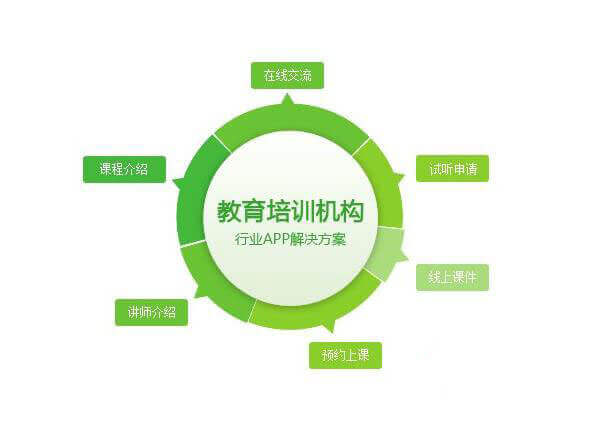 在线交流
课程介绍
试听申请
教育培训机构
行业APP解决方案
线上课件
讲师介绍
预约上课